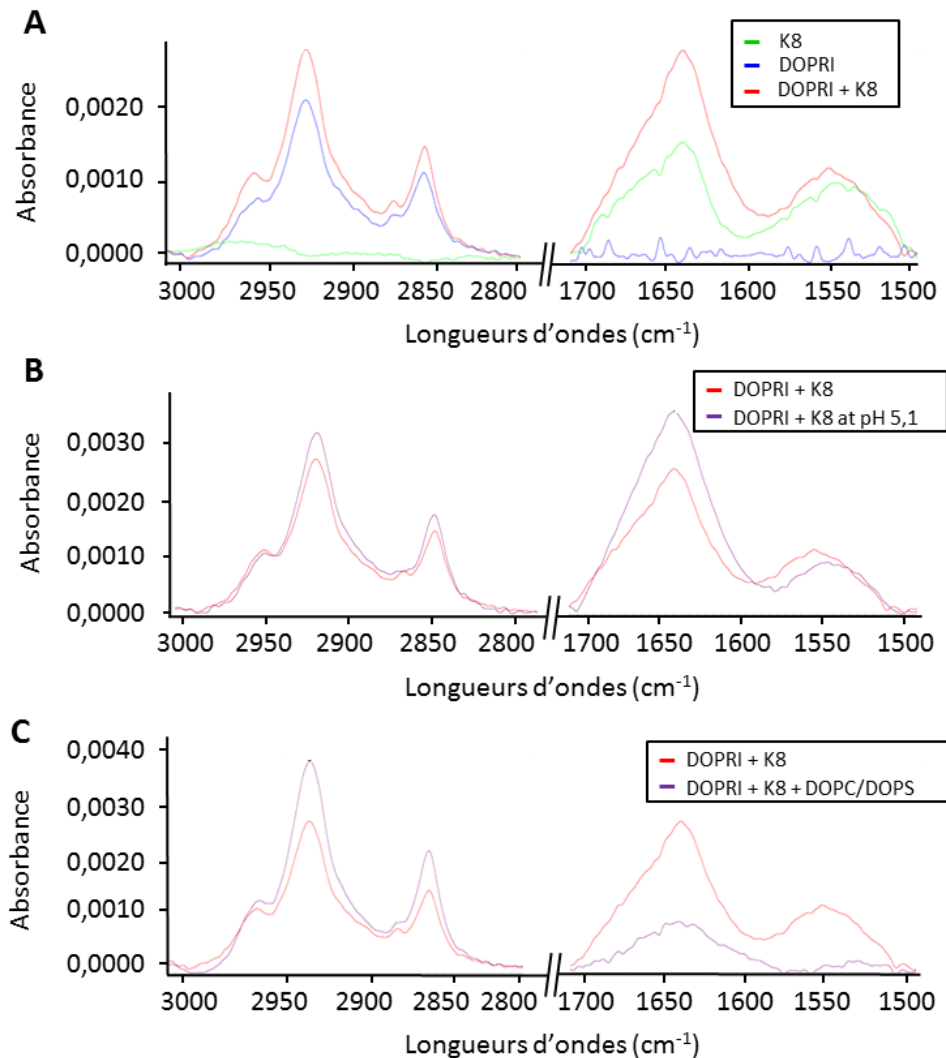 A
K8
DOPRI
DOPRI + K8
Absorbance
0,0020
0,0010
0,0000
3000 2950 2900 2850 2800 1700 1650 1600 1550 1500
Longueurs d'ondes (cm-1)
B
DOPRI + K8
DOPRI + K8 at pH 5,1
Absorbance
0,0030
0,0020
0,0010
0,0000
3000 2950 2900 2850 2800 1700 1650 1600 1550 1500
Longueurs d'ondes (cm-1)
C
DOPRI + K8
DOPRI + K8 + DOPC/DOPS
Absorbance
0,0040
0,0030
0,0020
0,0010
0,0000
3000 2950 2900 2850 2800 1700 1650 1600 1550 1500
Longueurs d'ondes (cm-1)